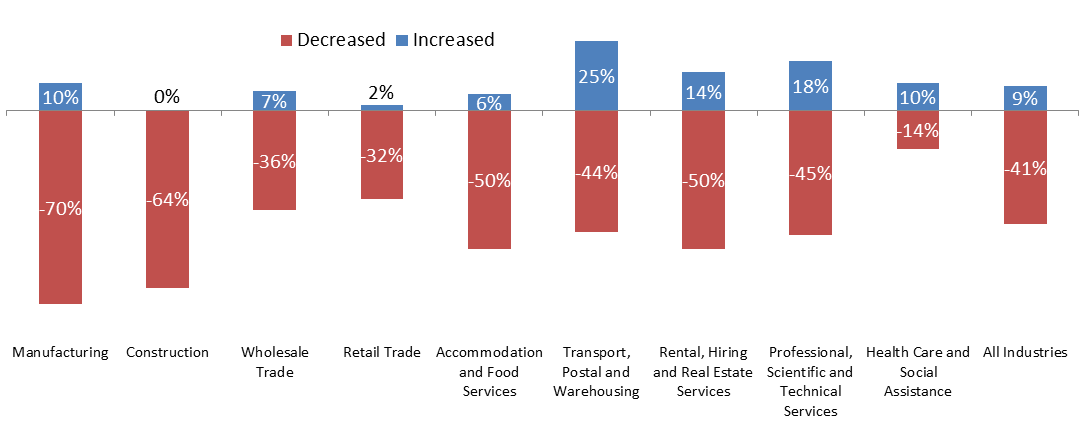 Decreased Increased
10% 0% 7% 2% 6% 25% 14% 18% 10% 9%
-70% -64% -36% -32% -50% -44% -50% -45% -14% -41%
Manufacturing
Construction
Wholesale
Trade
Retail Trade
Accommodation
and Food
Services
Transport,
Postal and
Warehousing
Rental, Hiring
and Real Estate
Services
Professional,
Scientific and
Technical
Services
Health Care and
Social
Assistance
All Industries